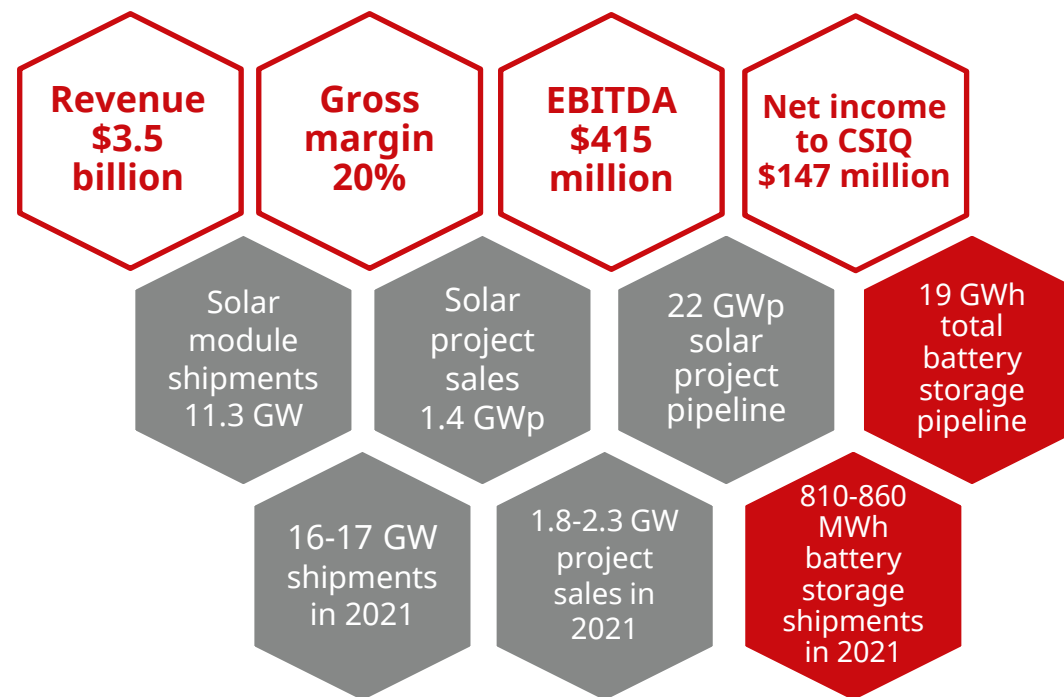 Revenue
$3.5
billion
Gross
margin
20%
EBITDA
$415
million
Net income
to CSIQ
$147 million
Solar
module
shipments
11.3 GW
Solar
project
sales
1.4 GWp
22 GWp
solar
project
pipeline
19 GWh
total
battery
storage
pipeline
16-17 GW
shipments
in 2021
1.8-2.3 GW
project
sales in
2021
810-860
MWh
battery
storage
shipments
in 2021